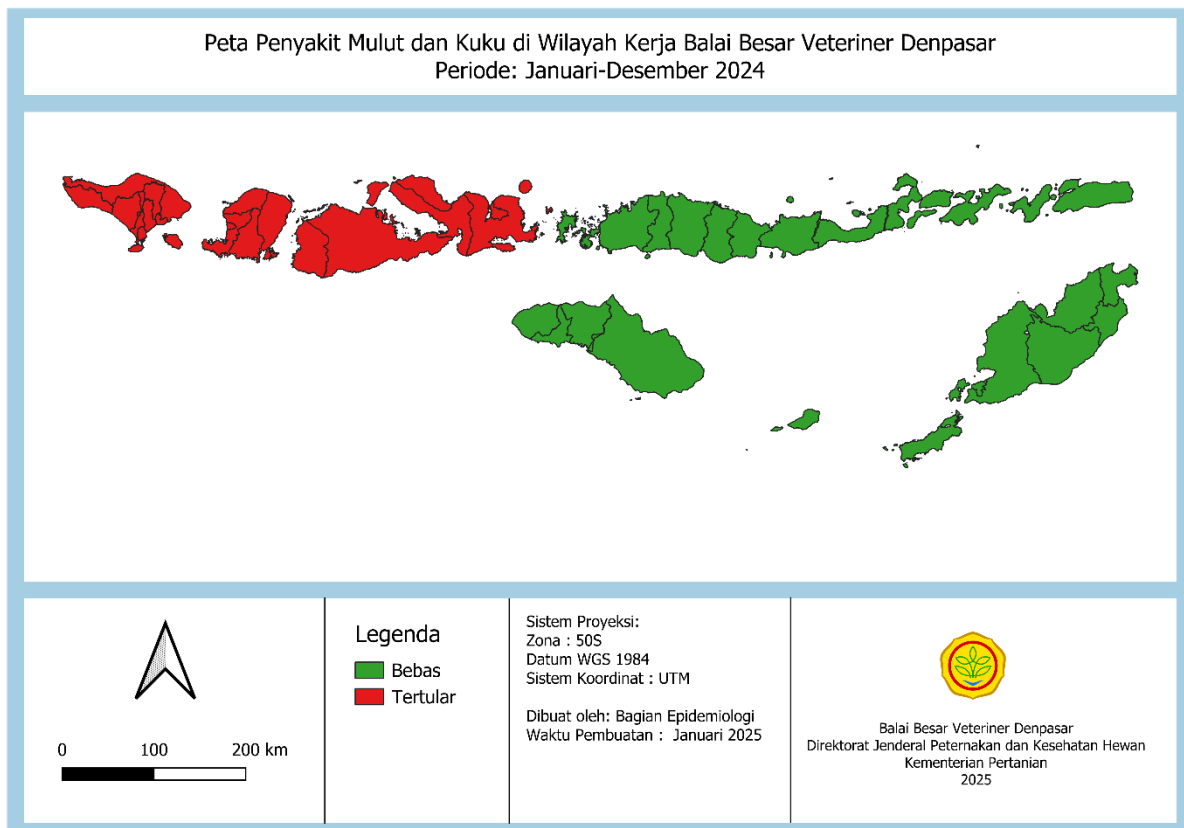 Peta Penyakit Mulut dan Kuku di Wilayah Kerja Balai Besar Veteriner Denpasar
Periode: Januari-Desember 2024
0 100 200 km
Legenda
Bebas
Tertular
Sistem Proyeksi:
Zona : 50S
Datum WGS 1984
Sistem Koordinat : UTM
Dibuat oleh: Bagian Epidemiologi
Waktu Pembuatan : Januari 2025
Balai Besar Veteriner Denpasar
Direktorat Jenderal Peternakan dan Kesehatan Hewan
Kementerian Pertanian
2025